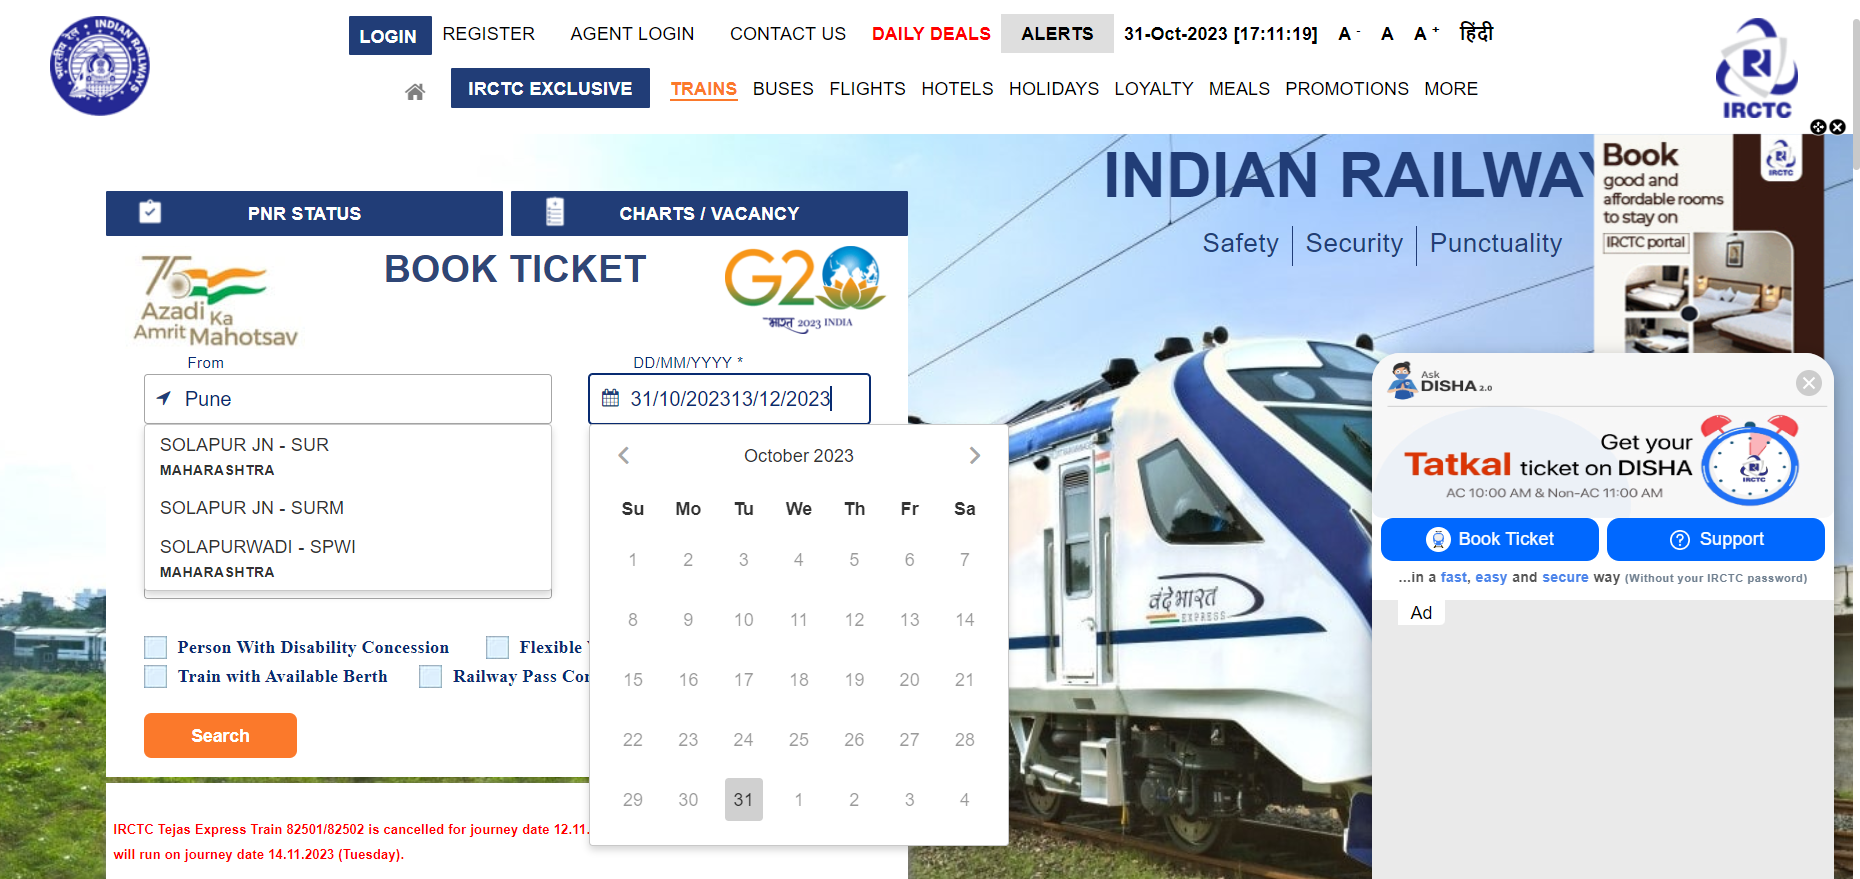 LOGIN REGISTER AGENT LOGIN CONTACT US DAILY DEALS ALERTS 31-Oct-2023 [17:11:19] A - A A + हिंदी
IRCTC EXCLUSIVE TRAINS BUSES FLIGHTS HOTELS HOLIDAYS LOYALTY MEALS PROMOTIONS MORE
INDIAN RAILWAYS
भारतीय रेल
IRCTC
INDIAN RAILWAY
Safety | Security | Punctuality
Book
good and
affordable rooms
to stay on
IRCTC portal
IRCTC
PNR STATUS
CHARTS / VACANCY
75
Azadi Ka
Amrit Mahotsav
BOOK TICKET
G20
भारत 2023 INDIA
From
Pune
DD/MM/YYYY *
31/10/202313/12/2023
SOLAPUR JN - SUR
MAHARASHTRA
SOLAPUR JN - SURM
SOLAPURWADI - SPWI
MAHARASHTRA
October 2023
Su Mo Tu We Th Fr Sa
1 2 3 4 5 6 7
8 9 10 11 12 13 14
15 16 17 18 19 20 21
22 23 24 25 26 27 28
29 30 31 1 2 3 4
Person With Disability Concession
Flexible
Train with Available Berth
Railway Pass Con
Search
IRCTC Tejas Express Train 82501/82502 is cancelled for journey date 12.11.
will run on journey date 14.11.2023 (Tuesday).
वंदे भारत
EXPRESS
Ask
DISHA 2.0
Get your
Tatkal ticket on DISHA
AC 10:00 AM & Non-AC 11:00 AM
IRCTC
Book Ticket
Support
...in a fast, easy and secure way (Without your IRCTC password)
Ad